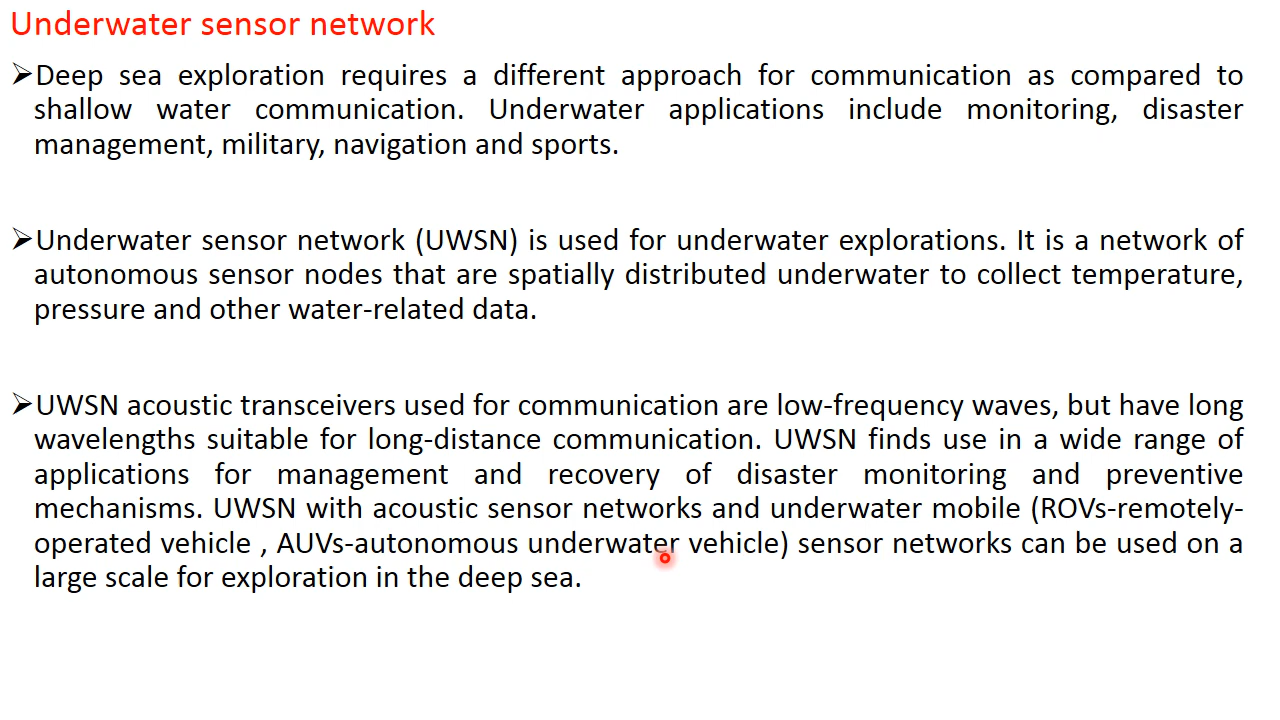 Underwater sensor network
➢Deep sea exploration requires a different approach for communication as compared to
shallow water communication. Underwater applications include monitoring, disaster
management, military, navigation and sports.
➢Underwater sensor network (UWSN) is used for underwater explorations. It is a network of
autonomous sensor nodes that are spatially distributed underwater to collect temperature,
pressure and other water-related data.
➢UWSN acoustic transceivers used for communication are low-frequency waves, but have long
wavelengths suitable for long-distance communication. UWSN finds use in a wide range of
applications for management and recovery of disaster monitoring and preventive
mechanisms. UWSN with acoustic sensor networks and underwater mobile (ROVs-remotely-
operated vehicle , AUVs-autonomous underwater vehicle) sensor networks can be used on a
large scale for exploration in the deep sea.